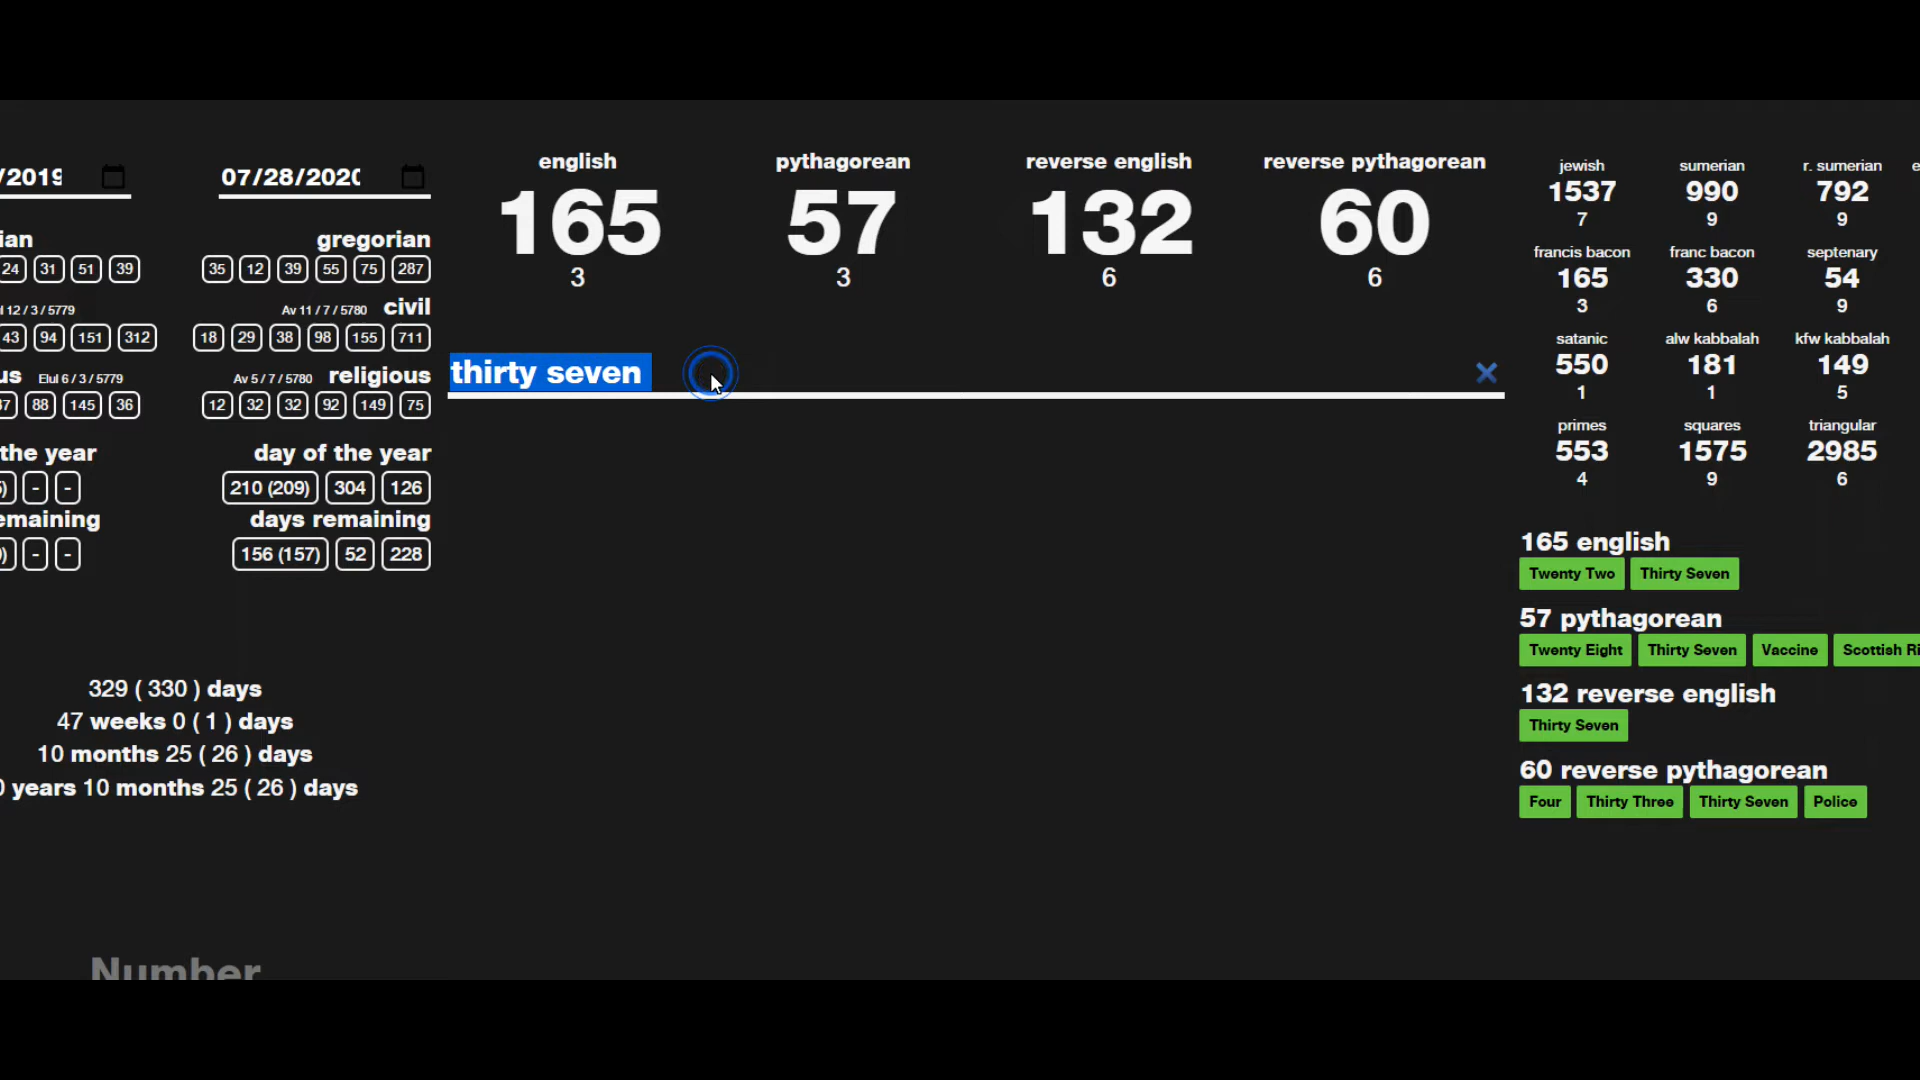 /2019
07/28/2020
ian
24 31 51 39
gregorian
35 12 39 55 75 287
12 / 3 / 5779
43 94 151 312
Av 11 / 7 / 5780 civil
18 29 38 98 155 711
us Elul 6 / 3 / 5779
88 145 36
Av 5 / 7 / 5780 religious
12 32 32 92 149 75
the year
- -
day of the year
210 (209) 304 126
emaining
- -
days remaining
156 (157) 52 228
329 ( 330 ) days
47 weeks 0 ( 1 ) days
10 months 25 ( 26 ) days
years 10 months 25 ( 26 ) days
Number
english
165
3
pythagorean
57
3
reverse english
132
6
reverse pythagorean
60
6
thirty seven
jewish
1537
7
sumerian
990
9
r. sumerian
792
9
francis bacon
165
3
franc bacon
330
6
septenary
54
9
satanic
550
1
alw kabbalah
181
1
kfw kabbalah
149
5
primes
553
4
squares
1575
9
triangular
2985
6
165 english
Twenty Two Thirty Seven
57 pythagorean
Twenty Eight Thirty Seven Vaccine Scottish Ri
132 reverse english
Thirty Seven
60 reverse pythagorean
Four Thirty Three Thirty Seven Police